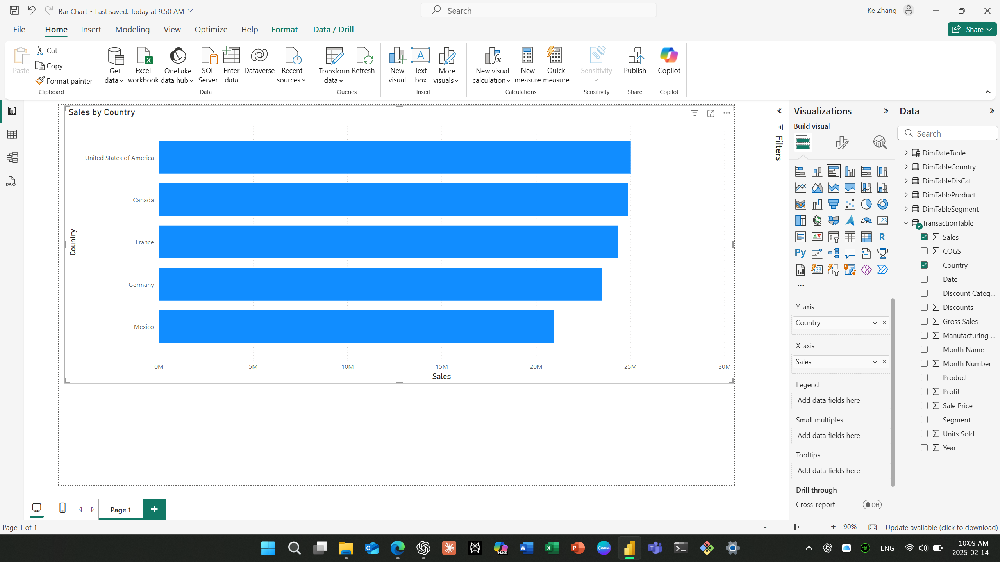 Bar Chart • Last saved: Today at 9:50 AM
Search
Ke Zhang
File
Home
Insert
Modeling
View
Optimize
Help
Format
Data / Drill
Share
Paste
Cut
Copy
Format painter
Clipboard
Get data
Excel workbook
OneLake data hub
SQL Server
Enter data
Dataverse
Recent sources
Data
Transform data
Refresh
Queries
New visual
Text box
More visuals
Insert
New visual calculation
New measure
Quick measure
Calculations
Sensitivity
Sensitivity
Publish
Share
Copilot
Copilot
DAX
Sales by Country
Country
United States of America
Canada
France
Germany
Mexico
0M
5M
10M
15M
20M
25M
30M
Sales
Filters
Visualizations
Build visual
123
R
Py
123
Y-axis
Country
X-axis
Sales
Legend
Add data fields here
Small multiples
Add data fields here
Tooltips
Add data fields here
Drill through
Cross-report
Off
Data
Search
DimDateTable
DimTableCountry
DimTableDisCat
DimTableProduct
DimTableSegment
TransactionTable
Sales
COGS
Country
Date
Discount Categ...
Discounts
Gross Sales
Manufacturing ...
Month Name
Month Number
Product
Profit
Sale Price
Segment
Units Sold
Year
Page 1
Page 1 of 1
90%
Update available (click to download)
M365
Canva
ENG
10:09 AM
2025-02-14